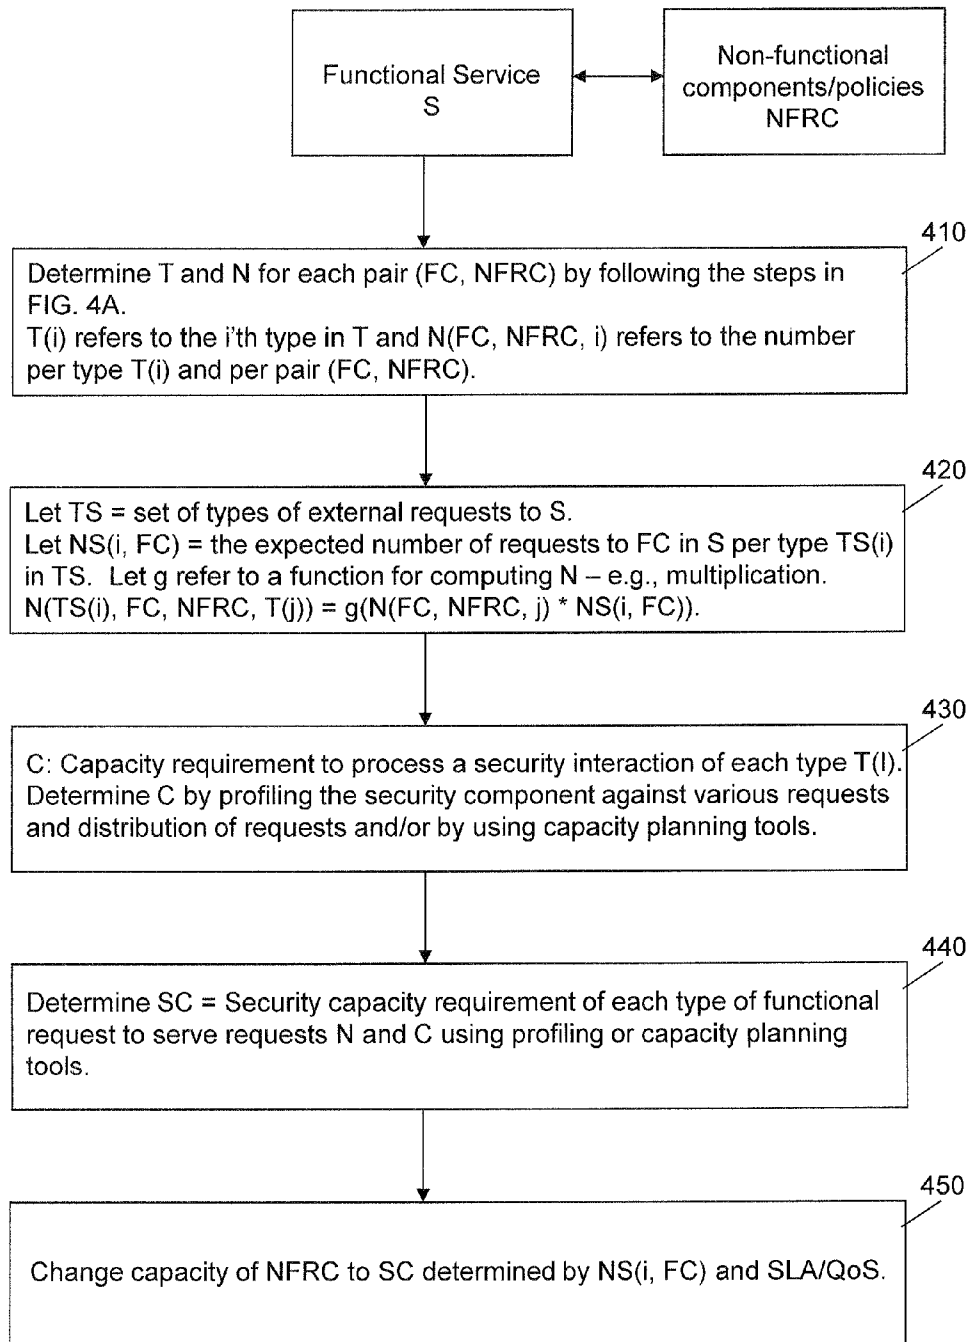 Functional Service
S
Non-functional
components/policies
NFRC
410
Determine T and N for each pair (FC, NFRC) by following the steps in
FIG. 4A.
T(i) refers to the i'th type in T and N(FC, NFRC, i) refers to the number
per type T(i) and per pair (FC, NFRC).
420
Let TS = set of types of external requests to S.
Let NS(i, FC) = the expected number of requests to FC in S per type TS(i)
in TS.  Let g refer to a function for computing N – e.g., multiplication.
N(TS(i), FC, NFRC, T(j)) = g(N(FC, NFRC, j) * NS(i, FC)).
430
C: Capacity requirement to process a security interaction of each type T(I).
Determine C by profiling the security component against various requests
and distribution of requests and/or by using capacity planning tools.
440
Determine SC = Security capacity requirement of each type of functional
request to serve requests N and C using profiling or capacity planning
tools.
450
Change capacity of NFRC to SC determined by NS(i, FC) and SLA/QoS.